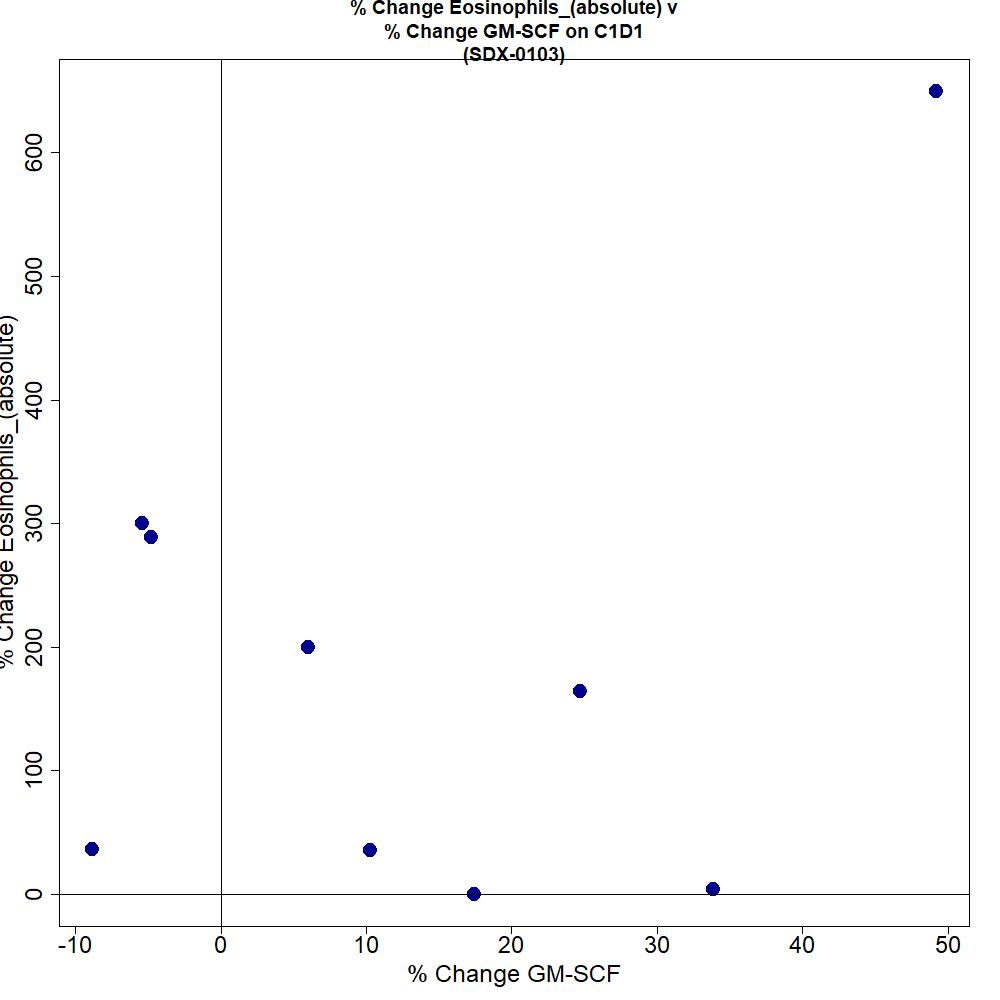 % Change Eosinophils_(absolute) v
% Change GM-SCF on C1D1
(SDX-0103)
% Change Eosinophils_(absolute)
600
500
400
300
200
100
0
-10 0 10 20 30 40 50
% Change GM-SCF